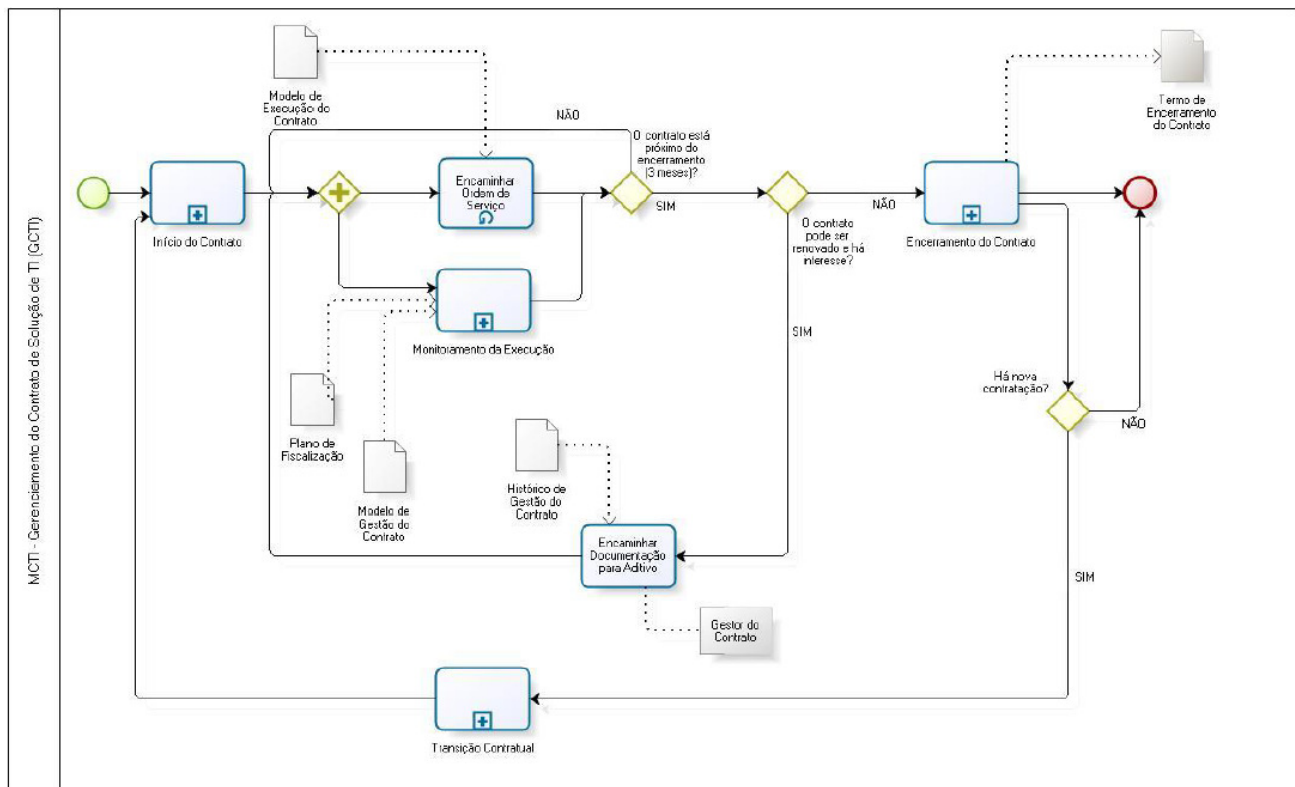 MCTI - Gerenciemento do Contrato de Solução de TI (GCTI)
Modelo de
Execução do
Contrato
NÃO
O contrato está
próximo do
encerramento
(3 meses)?
Termo de
Encerramento
do Contrato
Início do Contrato
Encaminhar
Ordem de
Serviço
SIM
NÃO
O contrato
pode ser
renovado e há
interesse?
Encerramento do Contrato
Monitoramento da Execução
SIM
Há nova
contratação?
NÃO
Plano de
Fiscalização
Modelo de
Gestão do
Contrato
Histórico de
Gestão do
Contrato
Encaminhar
Documentação
para Aditivo
SIM
Gestor do
Contrato
Transição Contratual